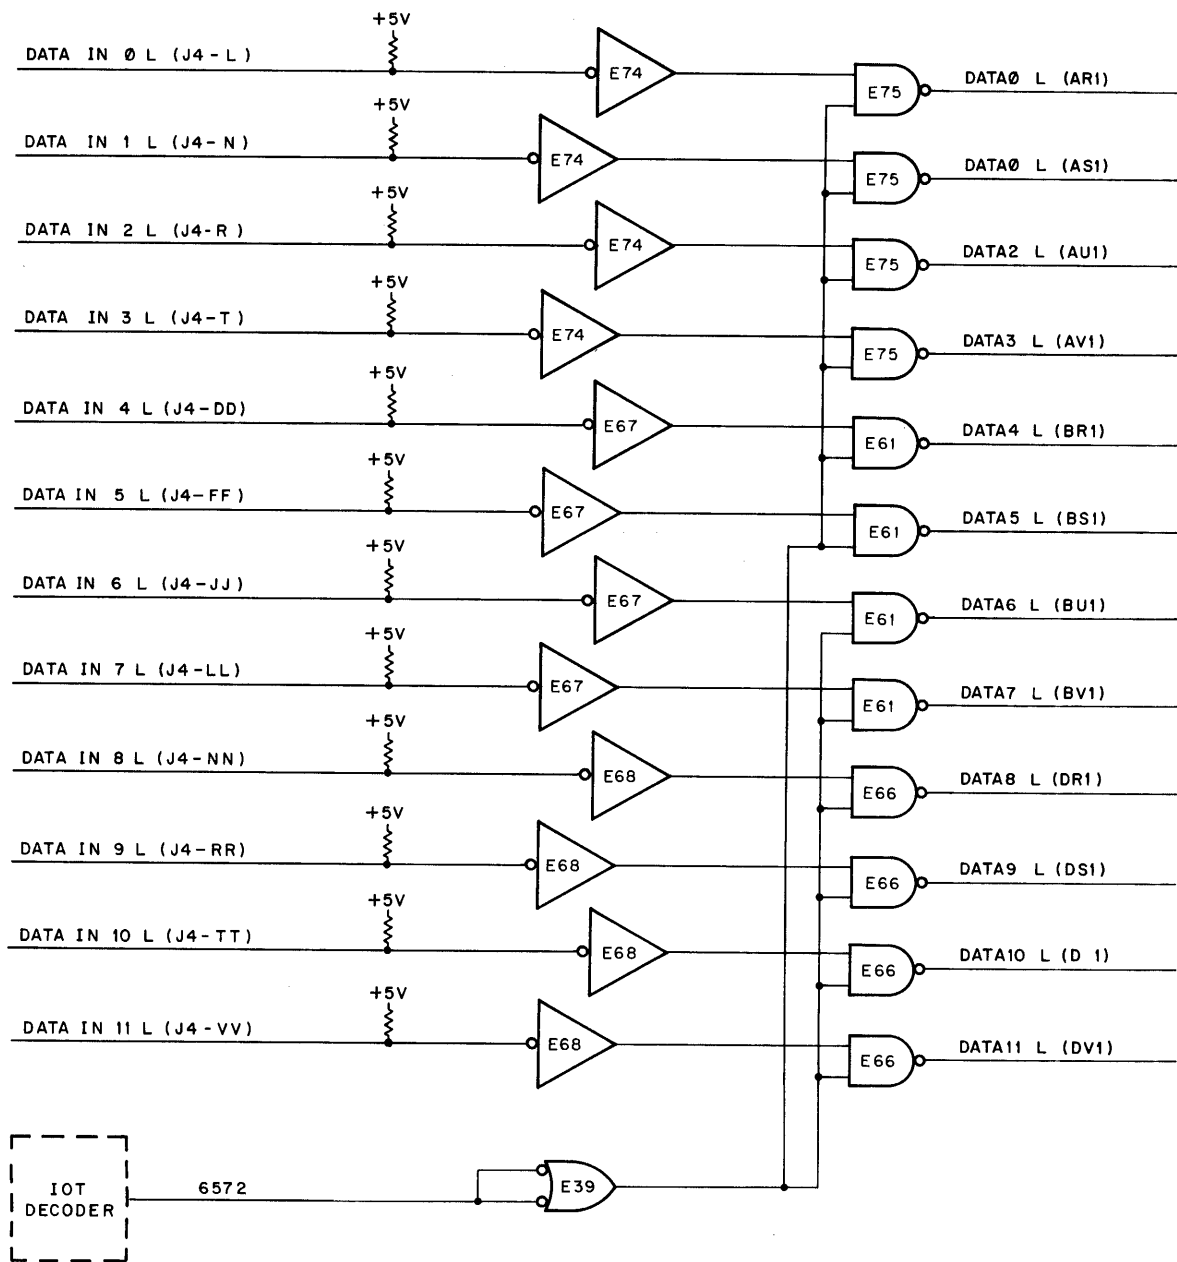 +5V
DATA IN 0 L (J4-L)
E74
E75
DATA0 L (AR1)
+5V
DATA IN 1 L (J4-N)
E74
E75
DATA0 L (AS1)
+5V
DATA IN 2 L (J4-R)
E74
E75
DATA2 L (AU1)
+5V
DATA IN 3 L (J4-T)
E74
E75
DATA3 L (AV1)
+5V
DATA IN 4 L (J4-DD)
E67
E61
DATA4 L (BR1)
+5V
DATA IN 5 L (J4-FF)
E67
E61
DATA5 L (BS1)
+5V
DATA IN 6 L (J4-JJ)
E67
E61
DATA6 L (BU1)
+5V
DATA IN 7 L (J4-LL)
E67
E61
DATA7 L (BV1)
+5V
DATA IN 8 L (J4-NN)
E68
E66
DATA8 L (DR1)
+5V
DATA IN 9 L (J4-RR)
E68
E66
DATA9 L (DS1)
+5V
DATA IN 10 L (J4-TT)
E68
E66
DATA10 L (D 1)
+5V
DATA IN 11 L (J4-VV)
E68
E66
DATA11 L (DV1)
IOT
DECODER
6572
E39